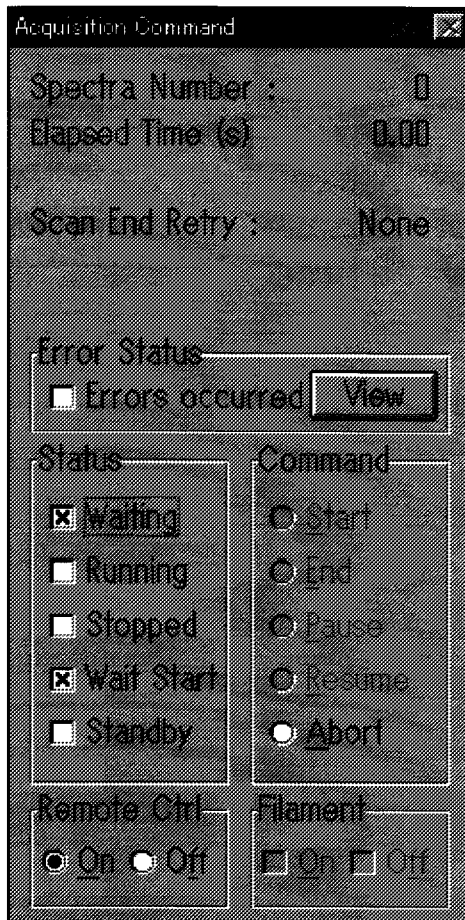 Acquisition Command
Spectra Number : 0
Elapsed Time (s) 0.00
Scan End Retry : None
Error Status
Errors occurred View
Status
Waiting
Running
Stopped
Wait Start
Standby
Command
Start
End
Pause
Resume
Abort
Remote Ctrl
On Off
Filament
On Off